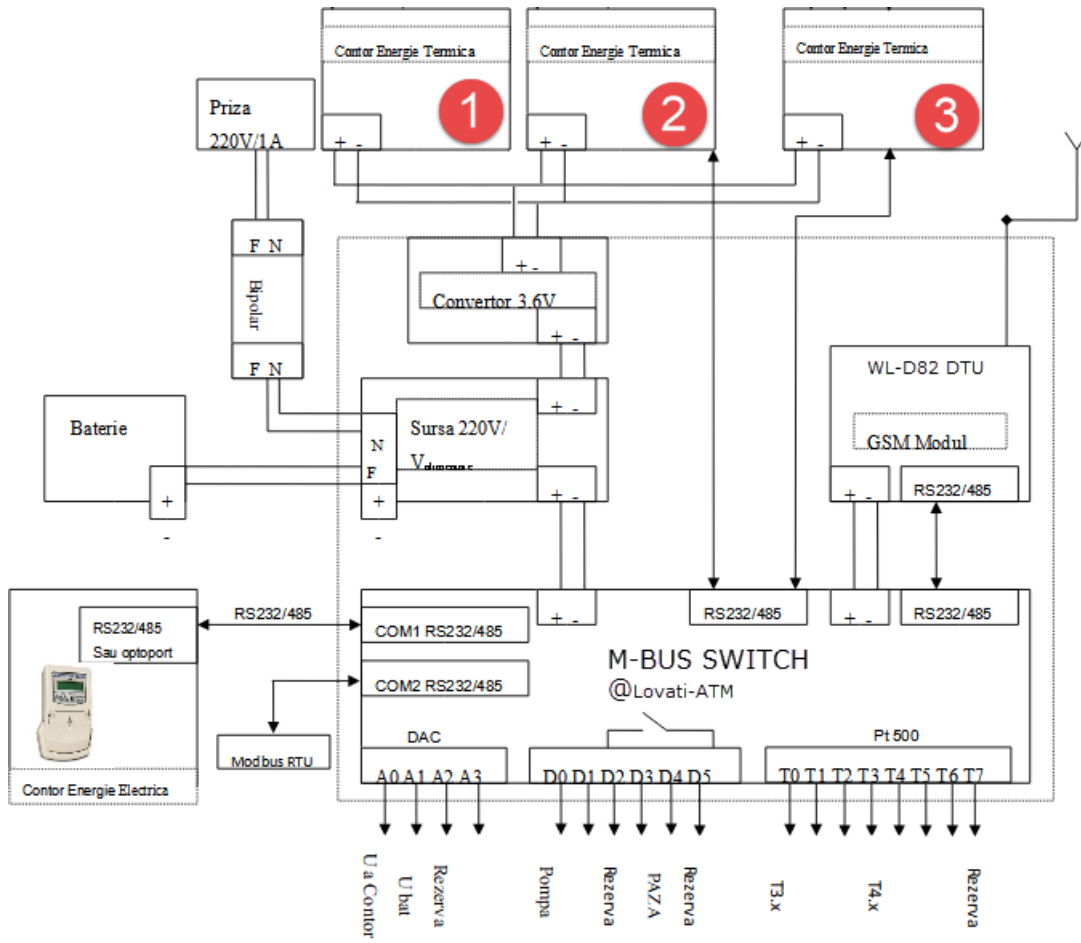 Contor Energie Termica
Contor Energie Termica
Contor Energie Termica
1
2
3
Priza
220V/1A
+ -
+ -
+ -
F N
Bipolar
F N
+ -
Convertor 3.6V
+ -
WL-D82 DTU
GSM Modul
+ -
RS232/485
Baterie
+
-
N
F
+
-
Sursa 220V/
+ -
+ -
RS232/485
Sau optoport
Contor Energie Electrica
RS232/485
COM1 RS232/485
COM2 RS232/485
Modbus RTU
+ -
RS232/485
+ -
RS232/485
M-BUS SWITCH
@Lovati-ATM
DAC
A0 A1 A2 A3
D0 D1 D2 D3 D4 D5
Pt 500
T0 T1 T2 T3 T4 T5 T6 T7
U a Contor
U bat
Rezerva
Pompa
Rezerva
PAZA
Rezerva
T3.x
T4.x
Rezerva